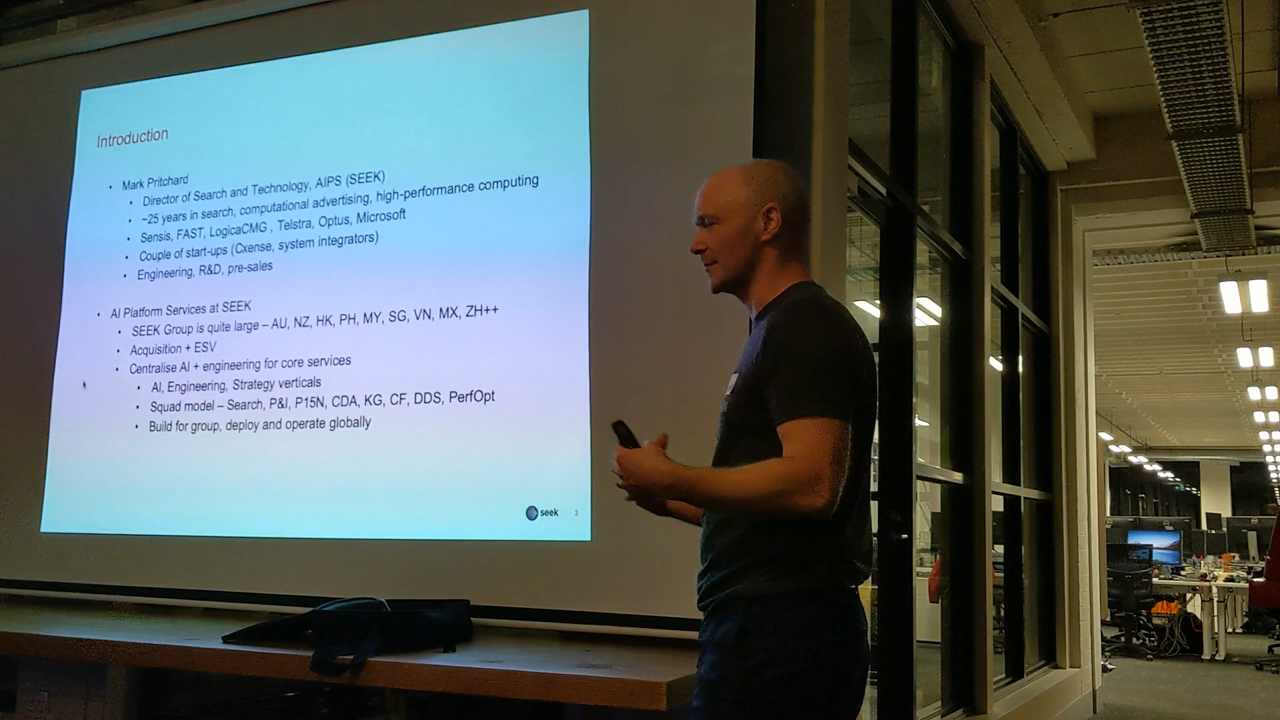 Introduction
Mark Pritchard
Director of Search and Technology, AIPS (SEEK)
~25 years in search, computational advertising, high-performance computing
Sensis, FAST, LogicaCMG , Telstra, Optus, Microsoft
Couple of start-ups (Cxense, system integrators)
Engineering, R&D, pre-sales
AI Platform Services at SEEK
SEEK Group is quite large – AU, NZ, HK, PH, MY, SG, VN, MX, ZH++
Acquisition + ESV
Centralise AI + engineering for core services
AI, Engineering, Strategy verticals
Squad model – Search, P&I, P15N, CDA, KG, CF, DDS, PerfOpt
Build for group, deploy and operate globally
seek 3